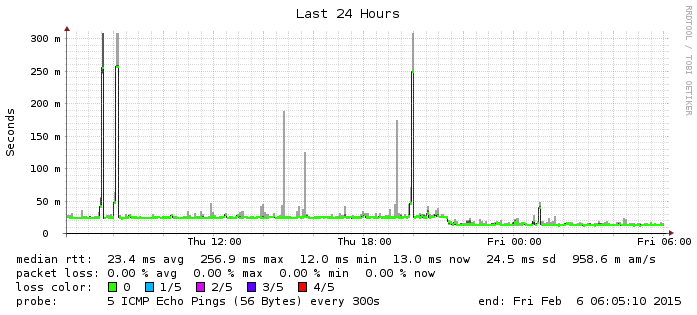 Last 24 Hours
RRDTOOL / TOBI OETIKER
Seconds
300 m
250 m
200 m
150 m
100 m
50 m
0
Thu 12:00 Thu 18:00 Fri 00:00 Fri 06:00
median rtt: 23.4 ms avg 256.9 ms max 12.0 ms min 13.0 ms now 24.5 ms sd 958.6 m am/s
packet loss: 0.00 % avg 0.00 % max 0.00 % min 0.00 % now
loss color: 0 1/5 2/5 3/5 4/5
probe: 5 ICMP Echo Pings (56 Bytes) every 300s end: Fri Feb 6 06:05:10 2015